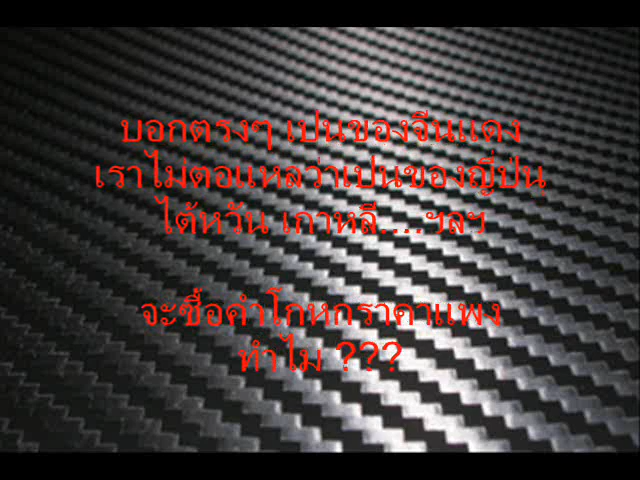 บอกตรงๆ เป็นของจีนแดง
เราไม่ตอแหลว่าเป็นของญี่ปุ่น
ไต้หวัน เกาหลี....ฯลฯ
จะซื้อคำโกหกราคาแพง
ทำไม ???